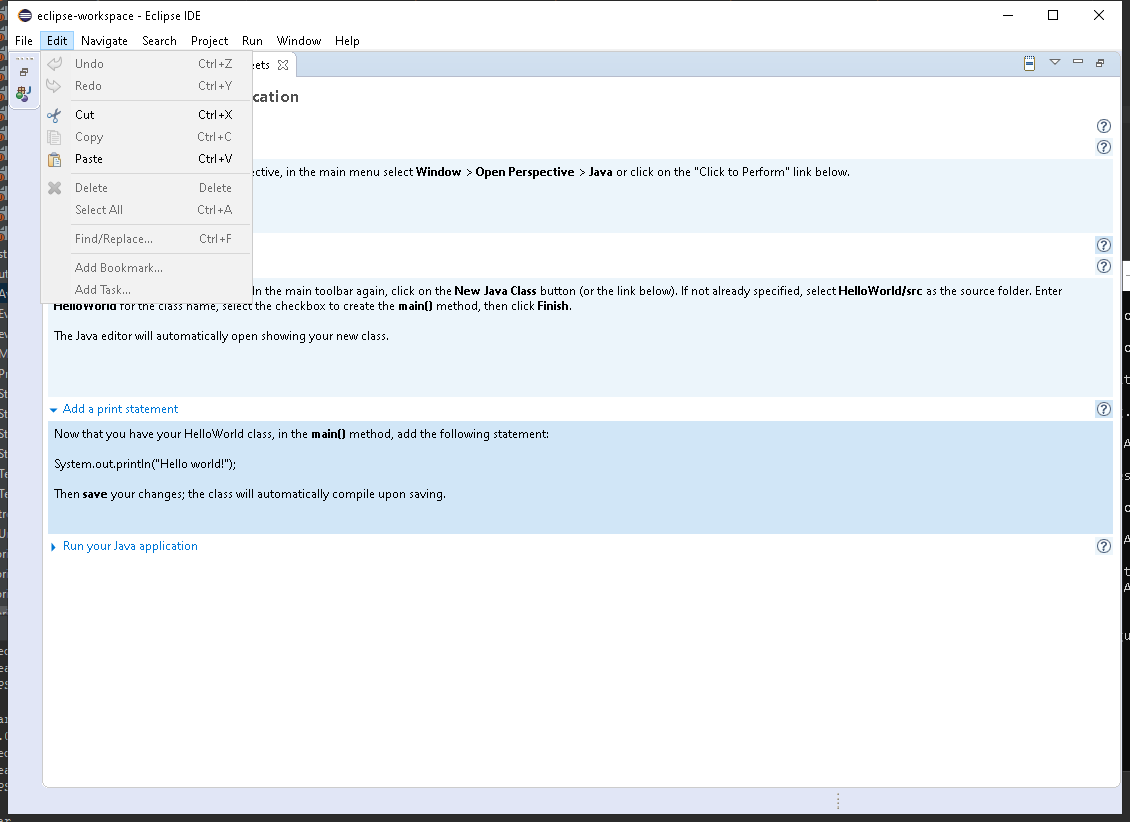 eclipse-workspace - Eclipse IDE
File Edit Navigate Search Project Run Window Help
Undo Ctrl+Z
Redo Ctrl+Y
Cut Ctrl+X
Copy Ctrl+C
Paste Ctrl+V
Delete Delete
Select All Ctrl+A
Find/Replace... Ctrl+F
Add Bookmark...
Add Task...
eets
cation
ective, in the main menu select Window > Open Perspective > Java or click on the "Click to Perform" link below.
In the main toolbar again, click on the New Java Class button (or the link below). If not already specified, select HelloWorld/src as the source folder. Enter
HelloWorld for the class name, select the checkbox to create the main() method, then click Finish.
The Java editor will automatically open showing your new class.
Add a print statement
Now that you have your HelloWorld class, in the main() method, add the following statement:
System.out.println("Hello world!");
Then save your changes; the class will automatically compile upon saving.
Run your Java application